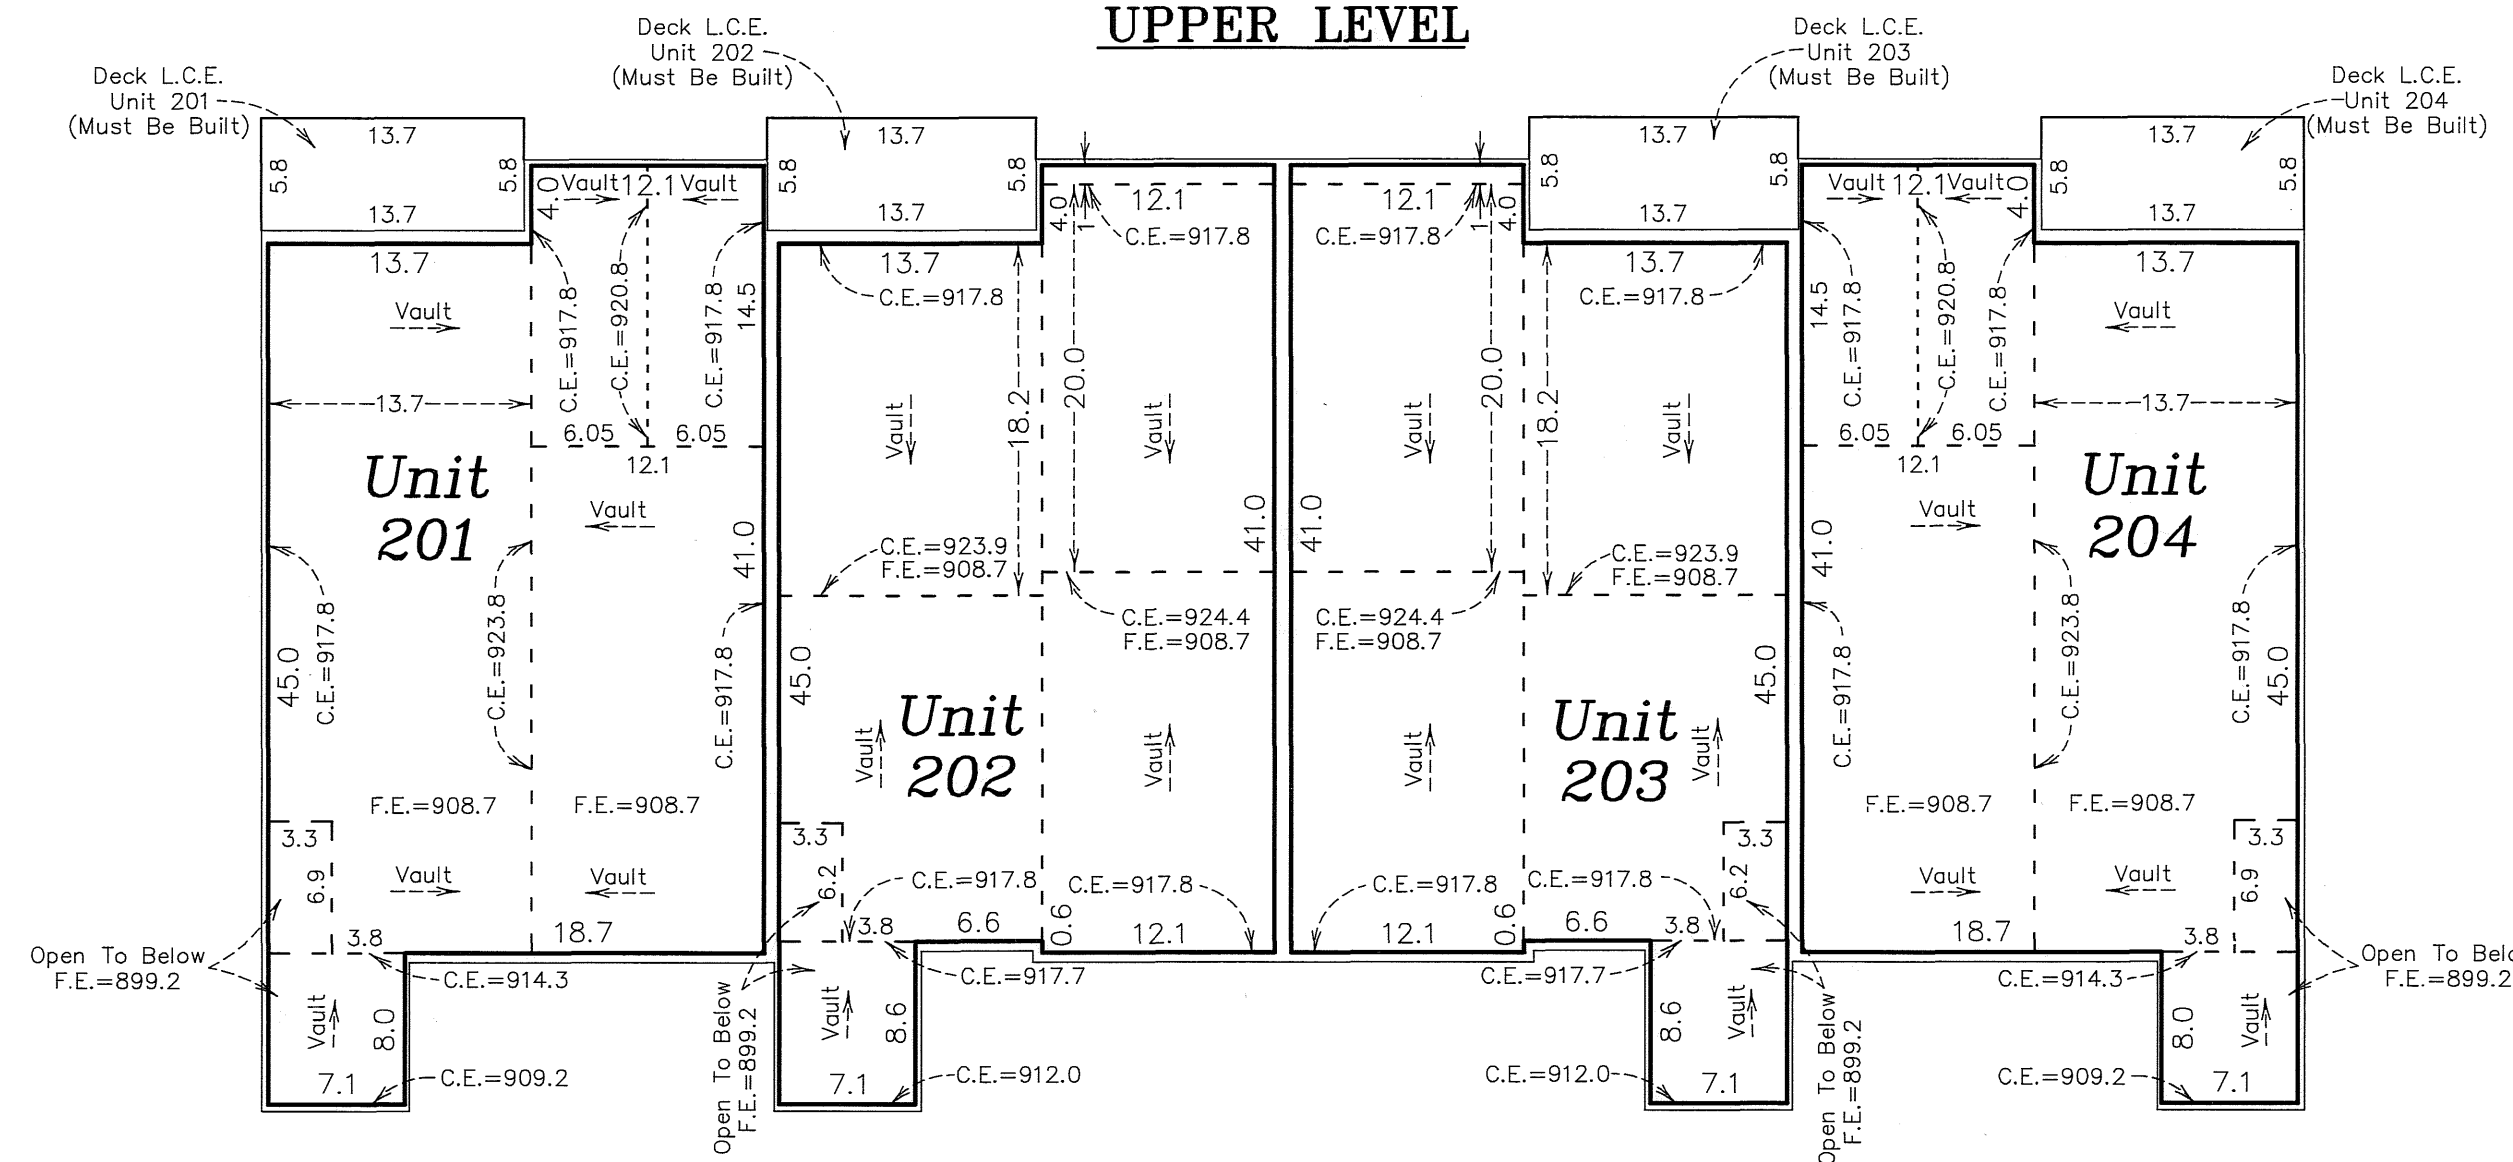 UPPER LEVEL
Deck L.C.E.
Unit 201
(Must Be Built)
Deck L.C.E.
Unit 202
(Must Be Built)
Deck L.C.E.
Unit 203
(Must Be Built)
Deck L.C.E.
Unit 204
(Must Be Built)
13.7
5.8
5.8
13.7
4.0
Vault
12.1
Vault
13.7
Vault
C.E.=917.8
C.E.=920.8
C.E.=917.8
14.5
13.7
6.05
6.05
12.1
Unit
201
Vault
41.0
45.0
C.E.=917.8
C.E.=923.8
C.E.=917.8
F.E.=908.7
F.E.=908.7
3.3
6.9
Vault
Vault
3.8
18.7
Open To Below
F.E.=899.2
C.E.=914.3
Vault
8.0
7.1
C.E.=909.2
13.7
5.8
5.8
13.7
4.0
1
12.1
C.E.=917.8
13.7
C.E.=917.8
Vault
18.2
20.0
Vault
41.0
C.E.=923.9
F.E.=908.7
C.E.=924.4
F.E.=908.7
45.0
Unit
202
Vault
Vault
3.3
6.2
C.E.=917.8
C.E.=917.8
3.8
6.6
0.6
12.1
C.E.=917.7
Open To Below
F.E.=899.2
Vault
8.6
7.1
C.E.=912.0
12.1
C.E.=917.8
1
4.0
13.7
5.8
5.8
13.7
13.7
C.E.=917.8
Vault
20.0
18.2
Vault
41.0
C.E.=923.9
F.E.=908.7
C.E.=924.4
F.E.=908.7
45.0
Unit
203
Vault
Vault
3.3
6.2
C.E.=917.8
C.E.=917.8
12.1
0.6
6.6
3.8
C.E.=917.7
8.6
Vault
C.E.=912.0
7.1
Open To Below
F.E.=899.2
13.7
5.8
5.8
13.7
Vault
12.1
Vault
4.0
13.7
Vault
14.5
C.E.=917.8
C.E.=920.8
C.E.=917.8
13.7
6.05
6.05
12.1
Unit
204
Vault
41.0
C.E.=917.8
C.E.=923.8
C.E.=917.8
45.0
F.E.=908.7
F.E.=908.7
3.3
6.9
Vault
Vault
18.7
3.8
C.E.=914.3
Open To
F.E.=899.2
8.0
Vault
C.E.=909.2
7.1